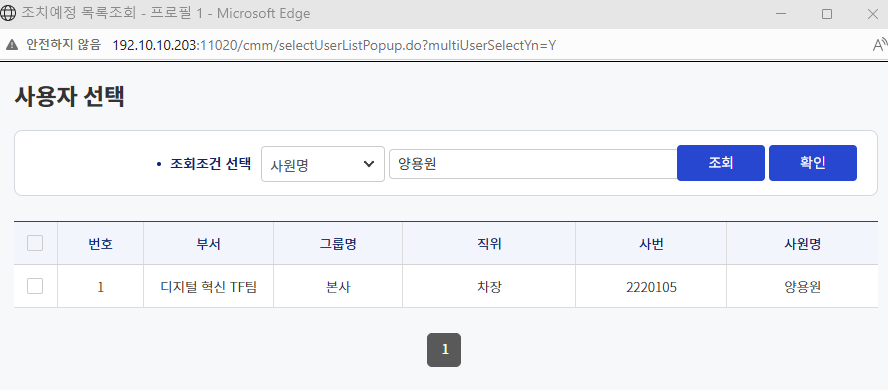 조치예정 목록조회 - 프로필 1 - Microsoft Edge
안전하지 않음 192.10.10.203:11020/cmm/selectUserListPopup.do?multiUserSelectYn=Y
사용자 선택
• 조회조건 선택 사원명 양용원 조회 확인
번호 부서 그룹명 직위 사번 사원명
1 디지털 혁신 TF팀 본사 차장 2220105 양용원
1